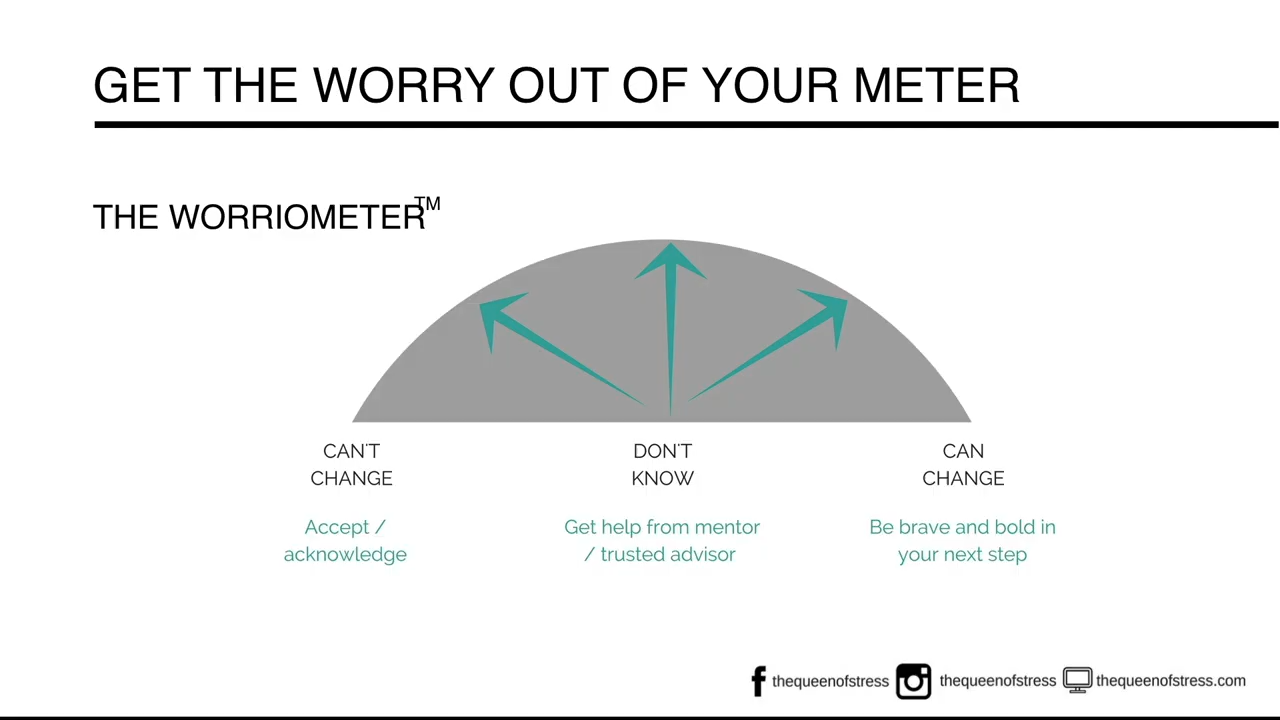 GET THE WORRY OUT OF YOUR METER
THE WORRIOMETER™
CAN'T
CHANGE
DON'T
KNOW
CAN
CHANGE
Accept /
acknowledge
Get help from mentor
/ trusted advisor
Be brave and bold in
your next step
thequeenofstress thequeenofstress thequeenofstress.com